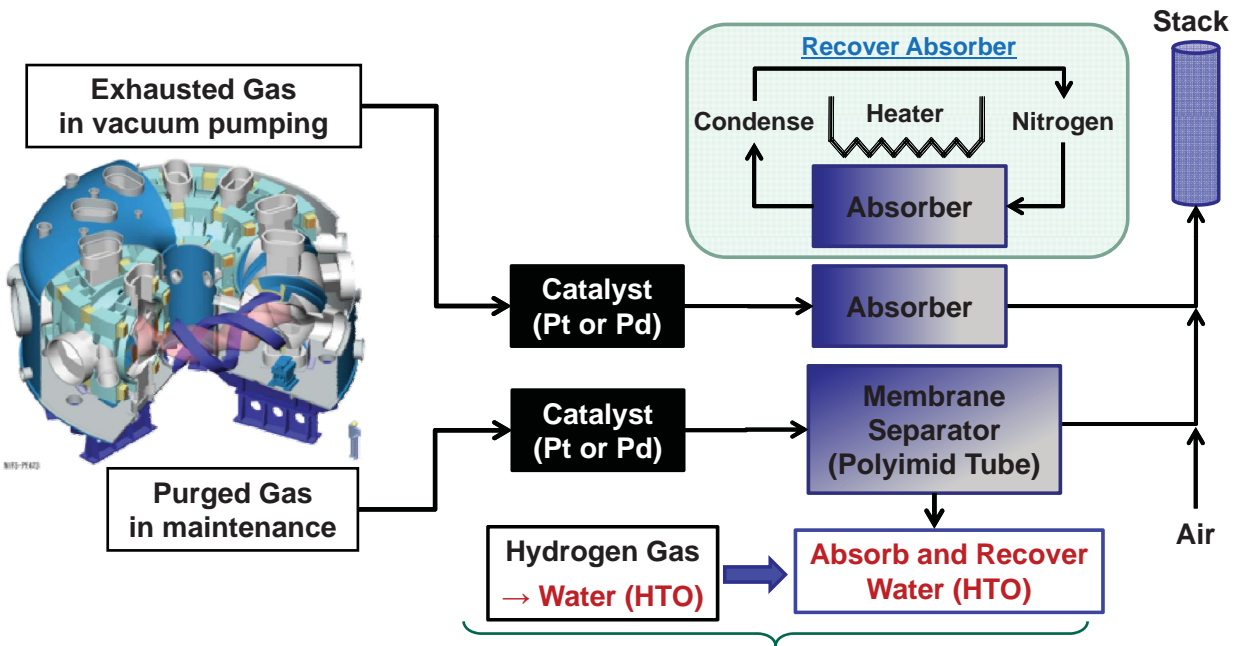 Stack
Recover Absorber
Exhausted Gas
in vacuum pumping
Condense
Heater
Nitrogen
Absorber
Catalyst
(Pt or Pd)
Absorber
Catalyst
(Pt or Pd)
Membrane
Separator
(Polyimid Tube)
Purged Gas
in maintenance
Air
Hydrogen Gas
→ Water (HTO)
Absorb and Recover
Water (HTO)